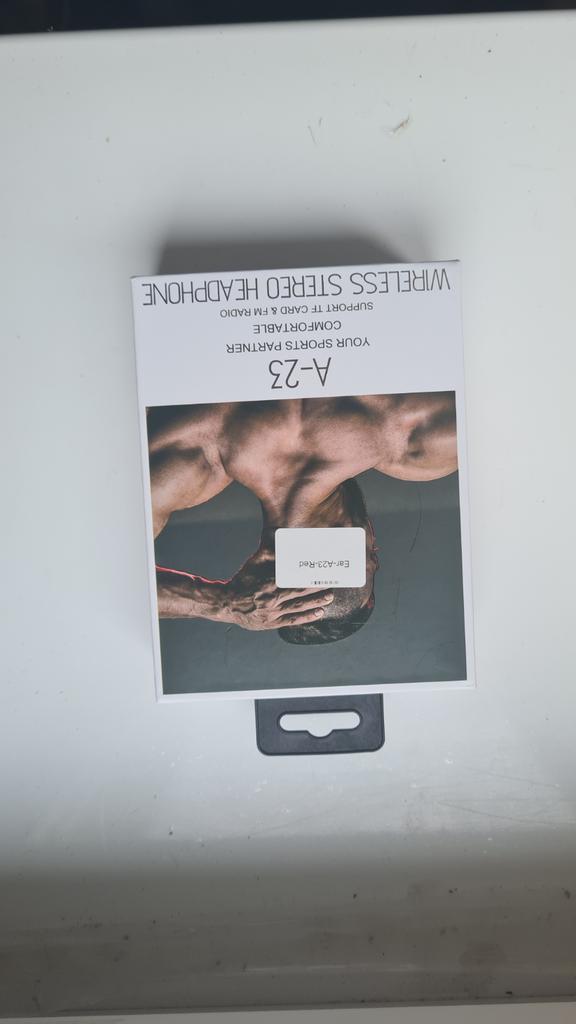 Ear-A23-Red
A-23
YOUR SPORTS PARTNER
COMFORTABLE
SUPPORT TF CARD & FM RADIO
WIRELESS STEREO HEADPHONE